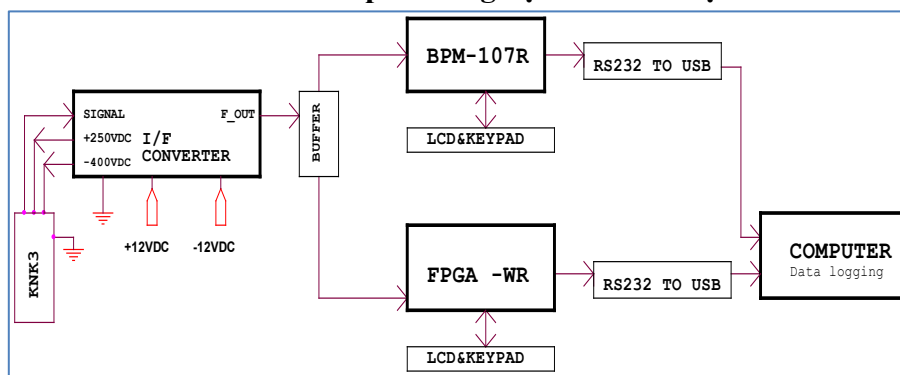 BPM-107R
RS232 TO USB
LCD&KEYPAD
SIGNAL
F_OUT
+250VDC
I/F
CONVERTER
-400VDC
BUFFER
+12VDC
-12VDC
KNK3
FPGA -WR
RS232 TO USB
LCD&KEYPAD
COMPUTER
Data logging